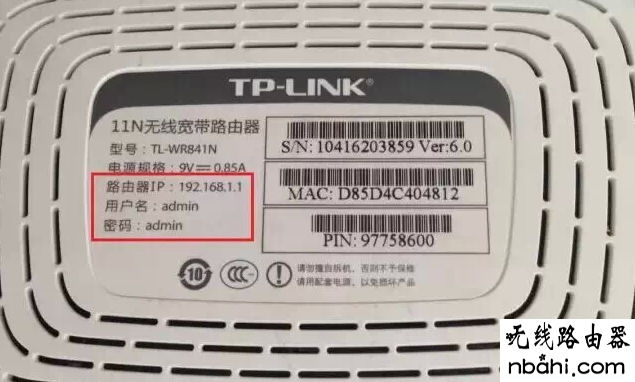 TP-LINK®
11N无线宽带路由器
型号：TL-WR841N
电源规格：9V⎓0.85A
路由器IP：192.168.1.1
用户名：admin
密码：admin
S/N: 10416203859 Ver:6.0
MAC: D85D4C404812
PIN: 97758600
10
CCC
请勿擅自拆机，否则不予保修
请用配套电源，以免损坏产品
无线路由器
nbahi.com